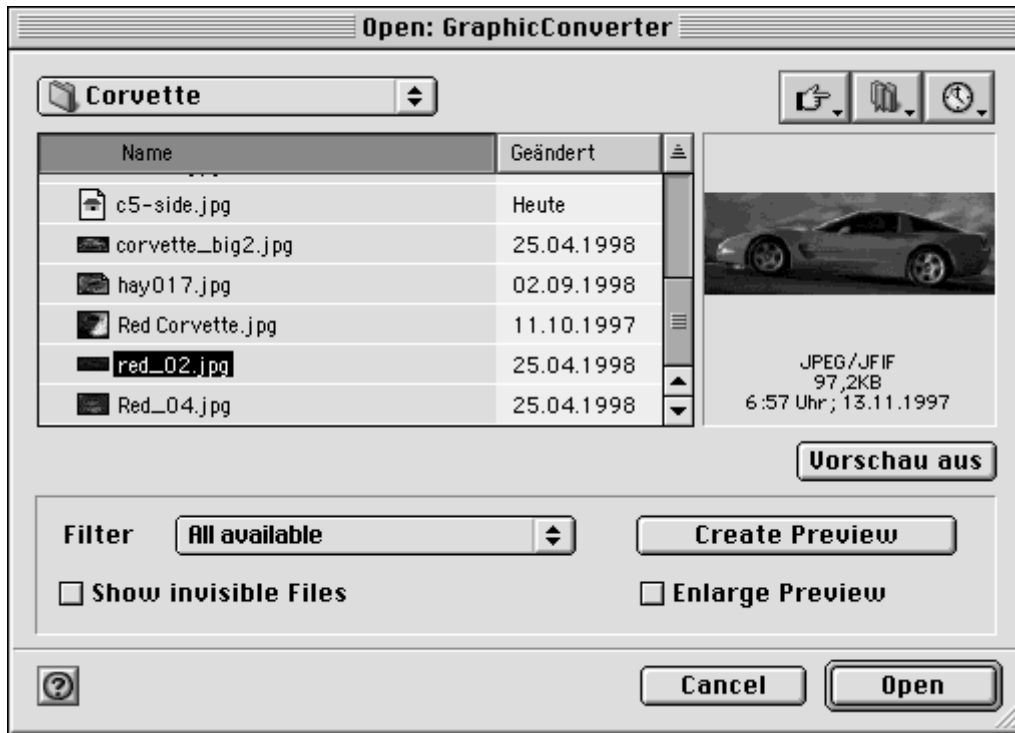 Open: GraphicConverter
Corvette
Name Geändert
c5-side.jpg Heute
corvette_big2.jpg 25.04.1998
hay017.jpg 02.09.1998
Red Corvette.jpg 11.10.1997
red_02.jpg 25.04.1998
Red_04.jpg 25.04.1998
JPEG/JFIF
97,2KB
6:57 Uhr; 13.11.1997
Vorschau aus
Filter All available Create Preview
Show invisible Files Enlarge Preview
? Cancel Open